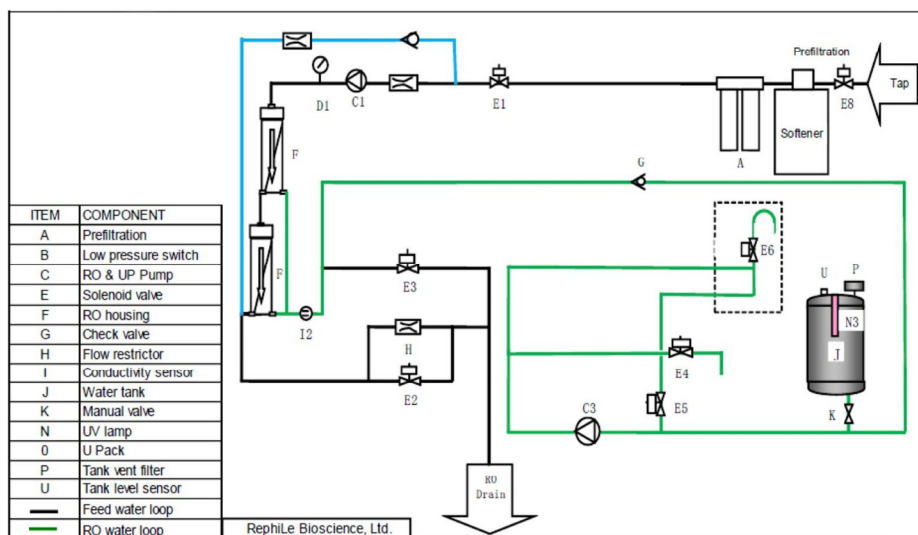 Prefiltration
Tap
E1
E8
D1
C1
Softener
A
F
G
ITEM COMPONENT
A Prefiltration
B Low pressure switch
C RO & UP Pump
E Solenoid valve
F RO housing
G Check valve
H Flow restrictor
I Conductivity sensor
J Water tank
K Manual valve
N UV lamp
0 U Pack
P Tank vent filter
U Tank level sensor
Feed water loop
RO water loop
E6
U P
E3
F
N3
I2
J
H
E4
E2
E5
C3
K
RO
Drain
RephiLe Bioscience, Ltd.